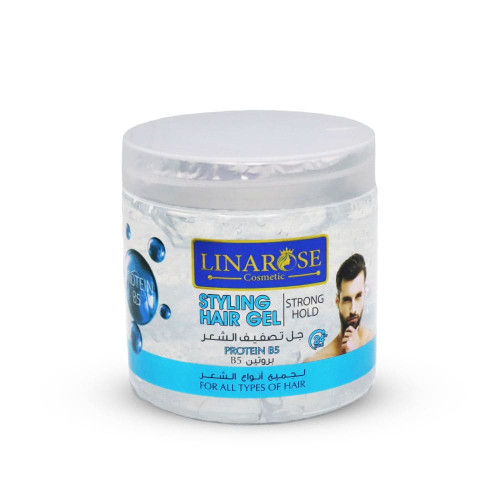 LINAROSE
Cosmetic
STYLING
HAIR GEL
STRONG
HOLD
جل تصفيف الشعر
PROTEIN B5
بروتين B5
لجميع أنواع الشعر
FOR ALL TYPES OF HAIR
PROTEIN
B5
24